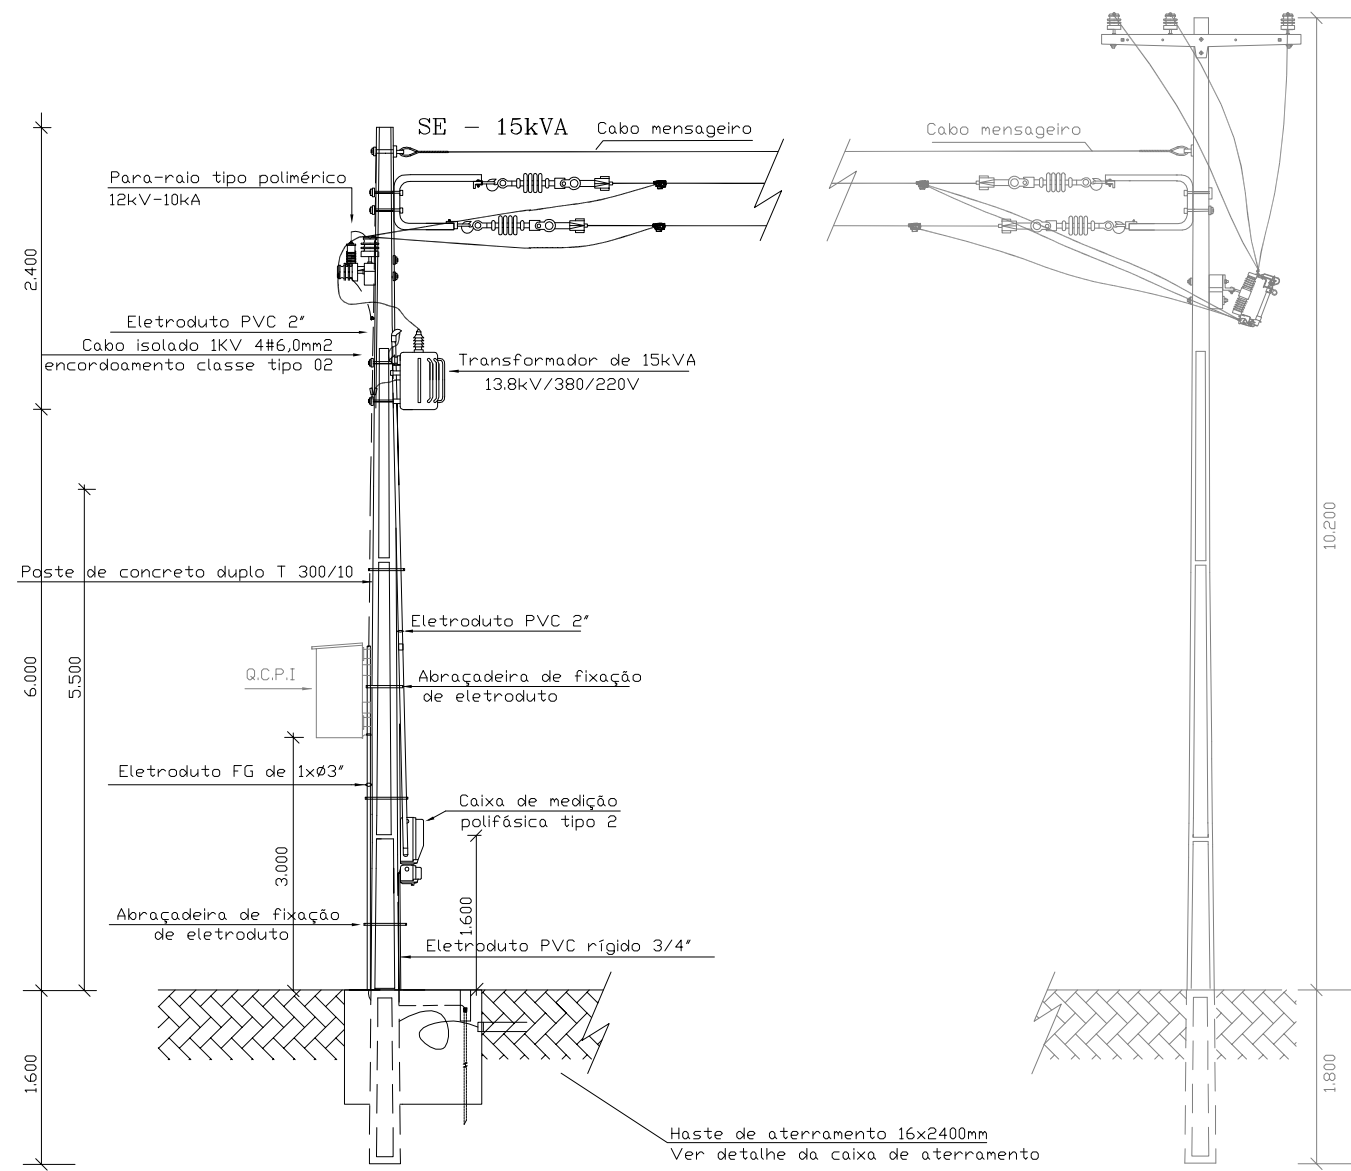 SE - 15kVA
Cabo mensageiro
Cabo mensageiro
Para-raio tipo polimérico
12kV-10kA
2.400
Eletroduto PVC 2"
Cabo isolado 1KV 4#6,0mm2
encordoamento classe tipo 02
Transformador de 15kVA
13.8kV/380/220V
10.200
Poste de concreto duplo T 300/10
Eletroduto PVC 2"
6.000
5.500
Q.C.P.I
Abraçadeira de fixação
de eletroduto
Eletroduto FG de 1xØ3"
Caixa de medição
polifásica tipo 2
3.000
1.600
Abraçadeira de fixação
de eletroduto
Eletroduto PVC rígido 3/4"
1.600
1.800
Haste de aterramento 16x2400mm
Ver detalhe da caixa de aterramento